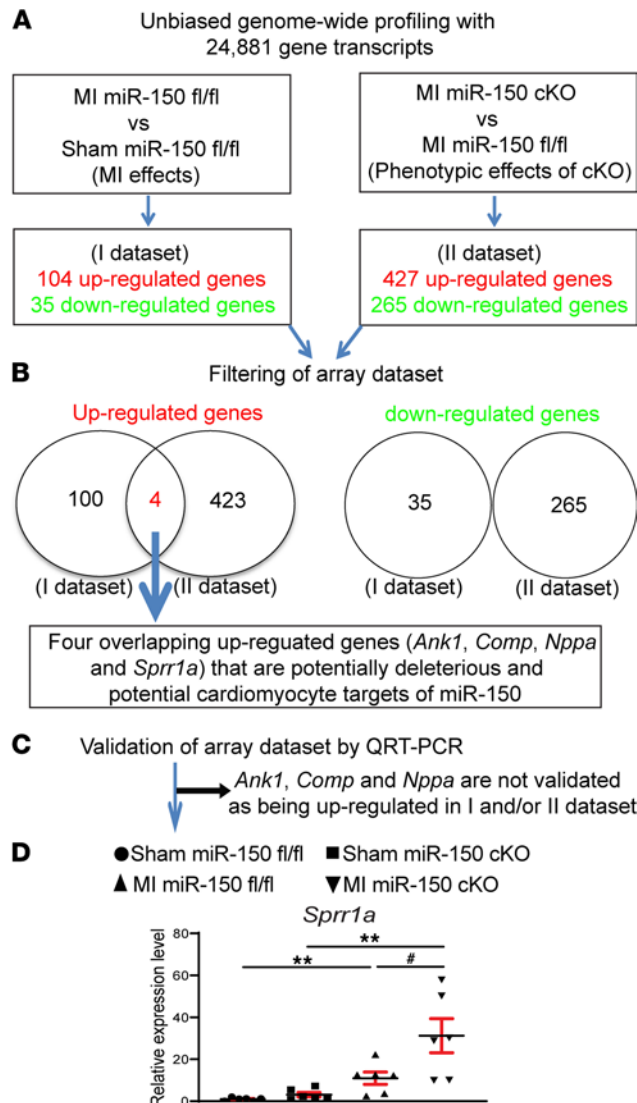 A
Unbiased genome-wide profiling with
24,881 gene transcripts
MI miR-150 fl/fl
vs
Sham miR-150 fl/fl
(MI effects)
MI miR-150 cKO
vs
MI miR-150 fl/fl
(Phenotypic effects of cKO)
(I dataset)
104 up-regulated genes
35 down-regulated genes
(II dataset)
427 up-regulated genes
265 down-regulated genes
B
Filtering of array dataset
Up-regulated genes
down-regulated genes
100 4 423
35 265
(I dataset) (II dataset)
(I dataset) (II dataset)
Four overlapping up-reguated genes (Ank1, Comp, Nppa
and Sprr1a) that are potentially deleterious and
potential cardiomyocyte targets of miR-150
C
Validation of array dataset by QRT-PCR
Ank1, Comp and Nppa are not validated
as being up-regulated in I and/or II dataset
D
Sham miR-150 fl/fl Sham miR-150 cKO
MI miR-150 fl/fl MI miR-150 cKO
Sprr1a
Relative expression level
80
60
40
20
0
**
**
#